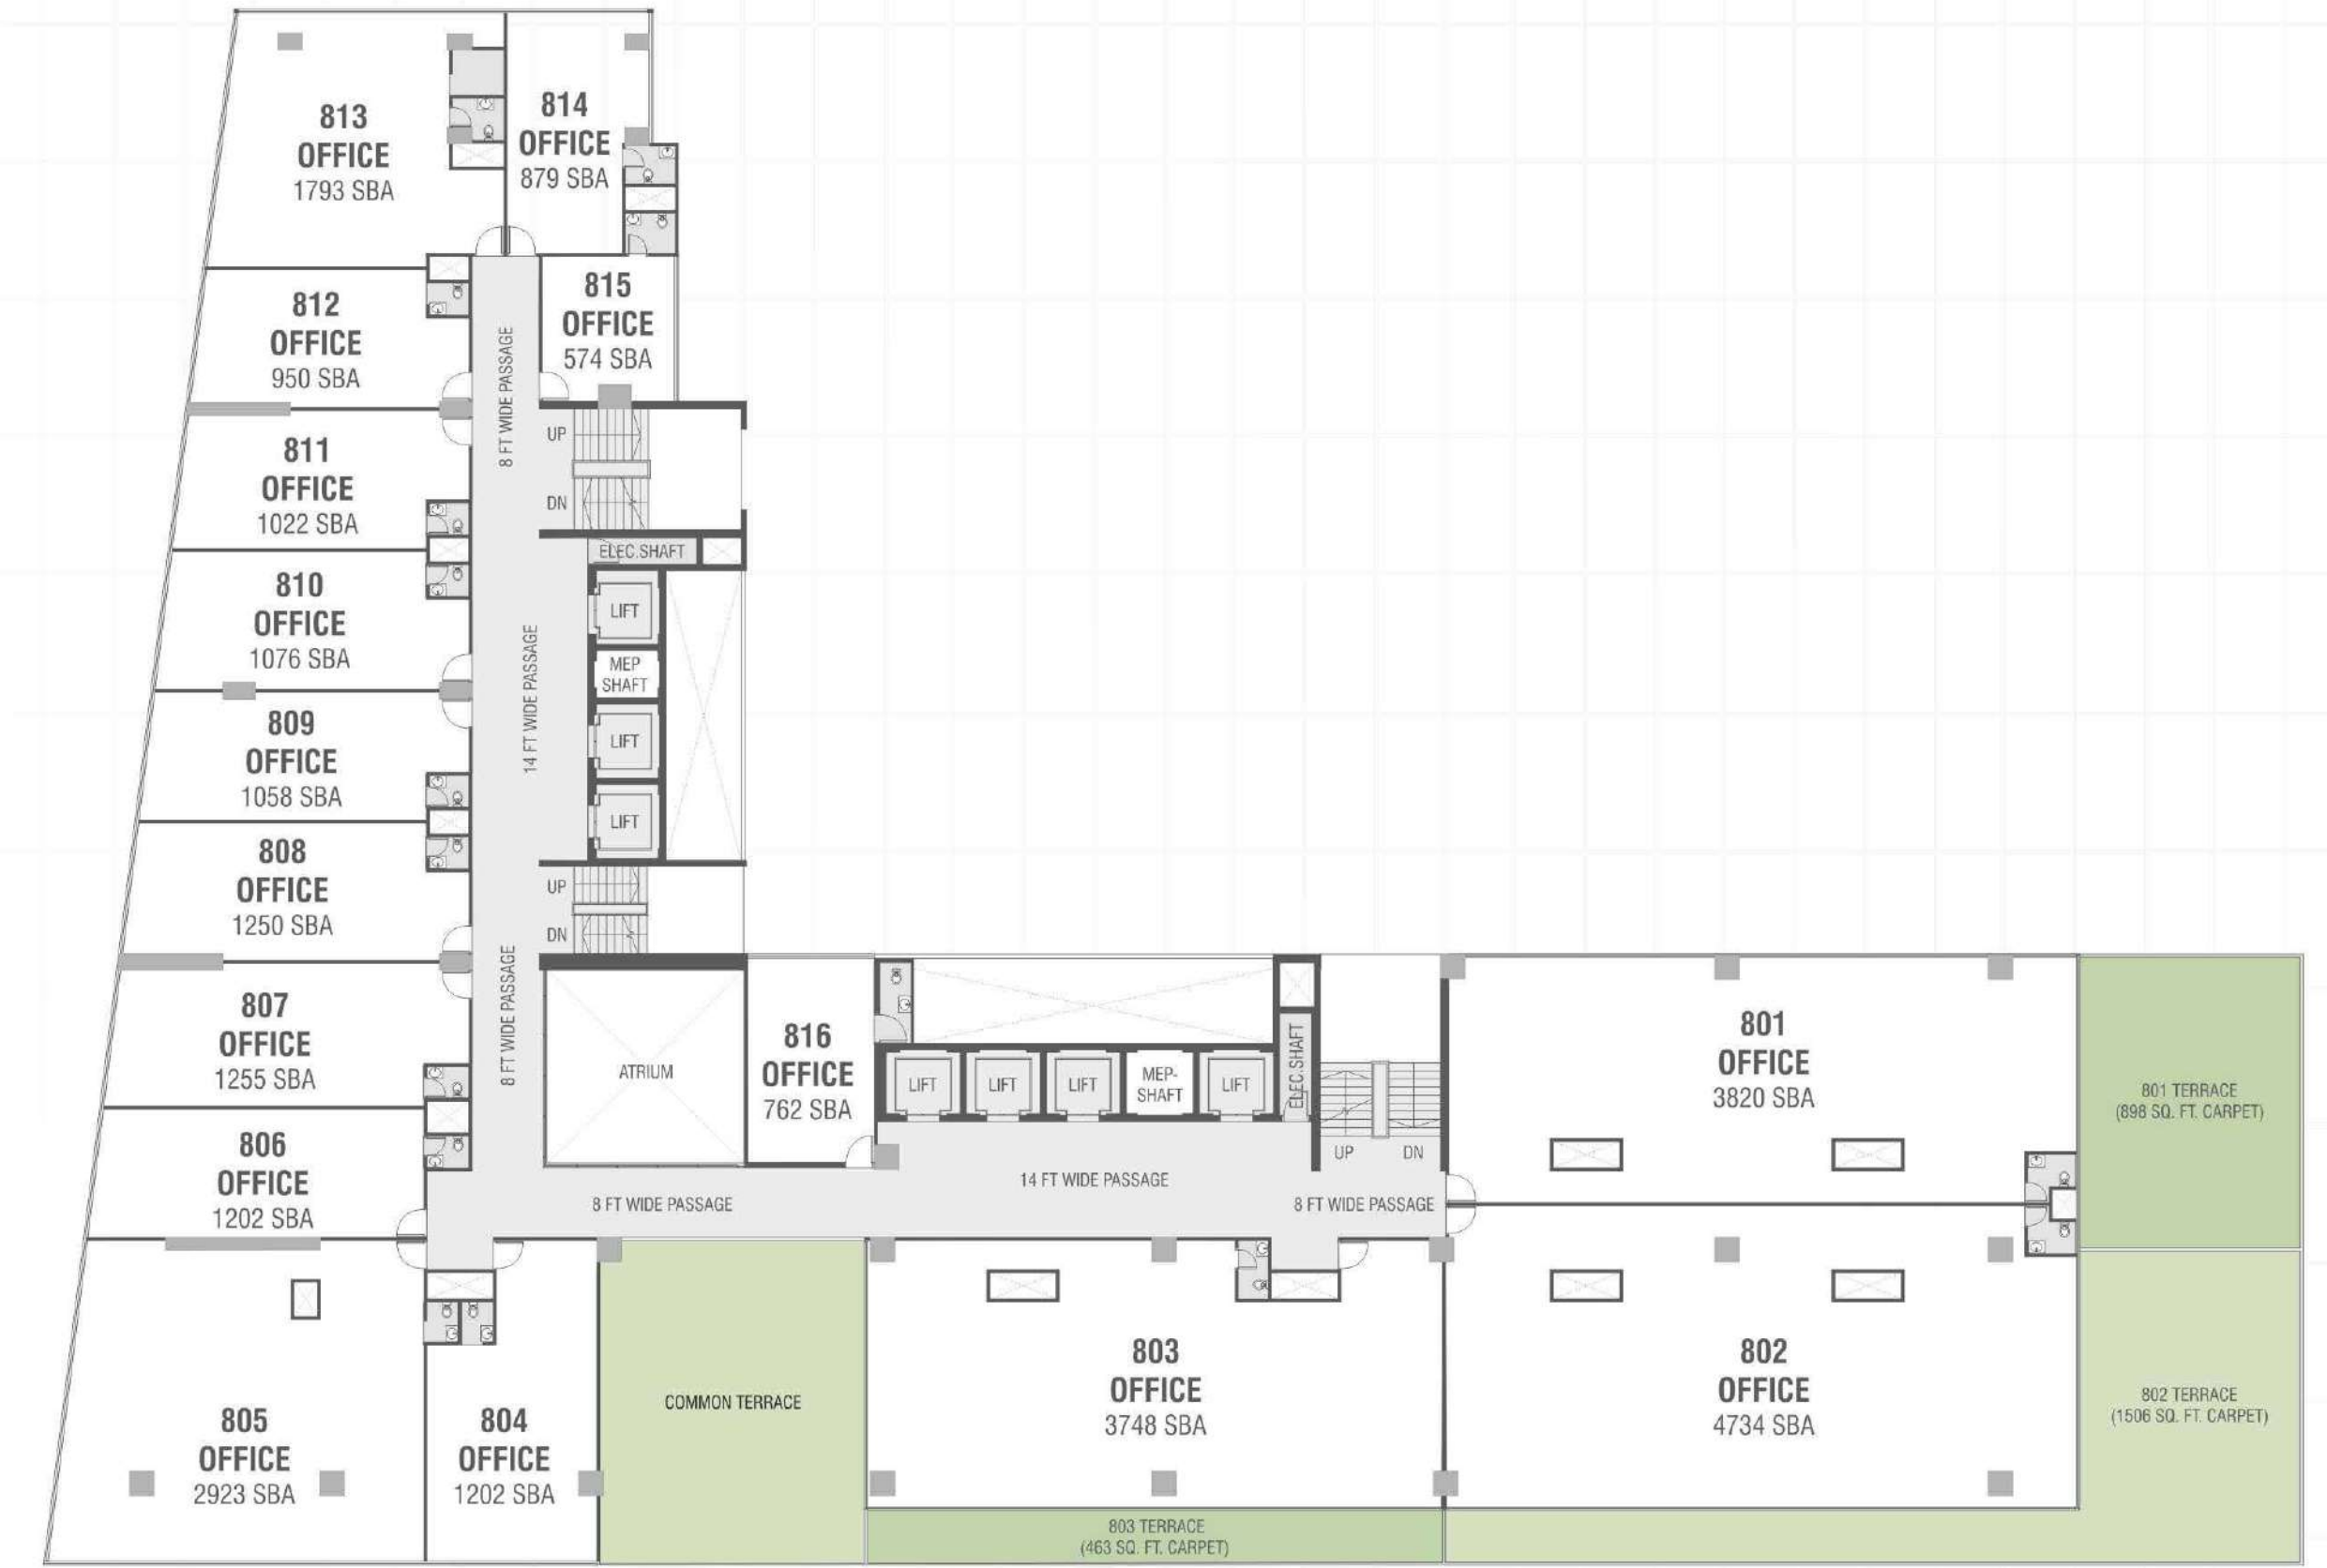 813
OFFICE
1793 SBA
814
OFFICE
879 SBA
812
OFFICE
950 SBA
8 FT WIDE PASSAGE
815
OFFICE
574 SBA
811
OFFICE
1022 SBA
UP
DN
ELEC.SHAFT
810
OFFICE
1076 SBA
14 FT WIDE PASSAGE
LIFT
MEP
SHAFT
LIFT
LIFT
809
OFFICE
1058 SBA
808
OFFICE
1250 SBA
UP
DN
807
OFFICE
1255 SBA
8 FT WIDE PASSAGE
ATRIUM
816
OFFICE
762 SBA
LIFT
LIFT
LIFT
MEP-
SHAFT
LIFT
ELEC.SHAFT
UP
DN
801
OFFICE
3820 SBA
801 TERRACE
(898 SQ. FT. CARPET)
806
OFFICE
1202 SBA
8 FT WIDE PASSAGE
14 FT WIDE PASSAGE
8 FT WIDE PASSAGE
805
OFFICE
2923 SBA
804
OFFICE
1202 SBA
COMMON TERRACE
803
OFFICE
3748 SBA
802
OFFICE
4734 SBA
802 TERRACE
(1506 SQ. FT. CARPET)
803 TERRACE
(463 SQ. FT. CARPET)